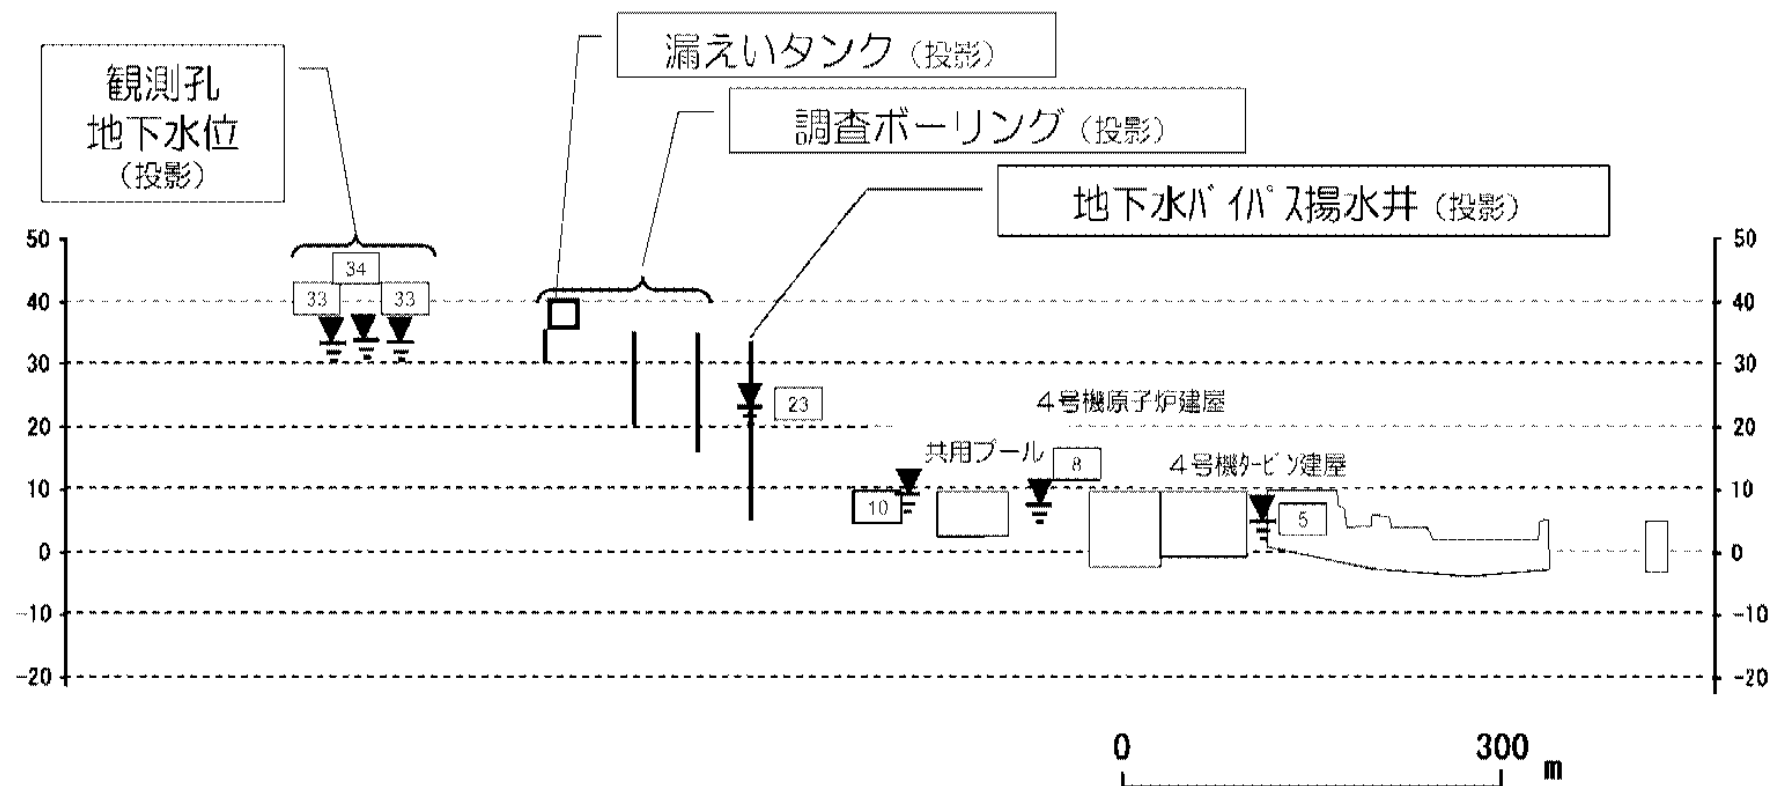 漏えいタンク（投影）
観測孔
地下水位
（投影）
調査ボーリング（投影）
地下水バイパス揚水井（投影）
50 50
34
33 33
40 40
30 30
23
4号機原子炉建屋
20 20
共用プール 8 4号機タービン建屋
10 10
10 5
0 0
-10 -10
-20 -20
0 300 m